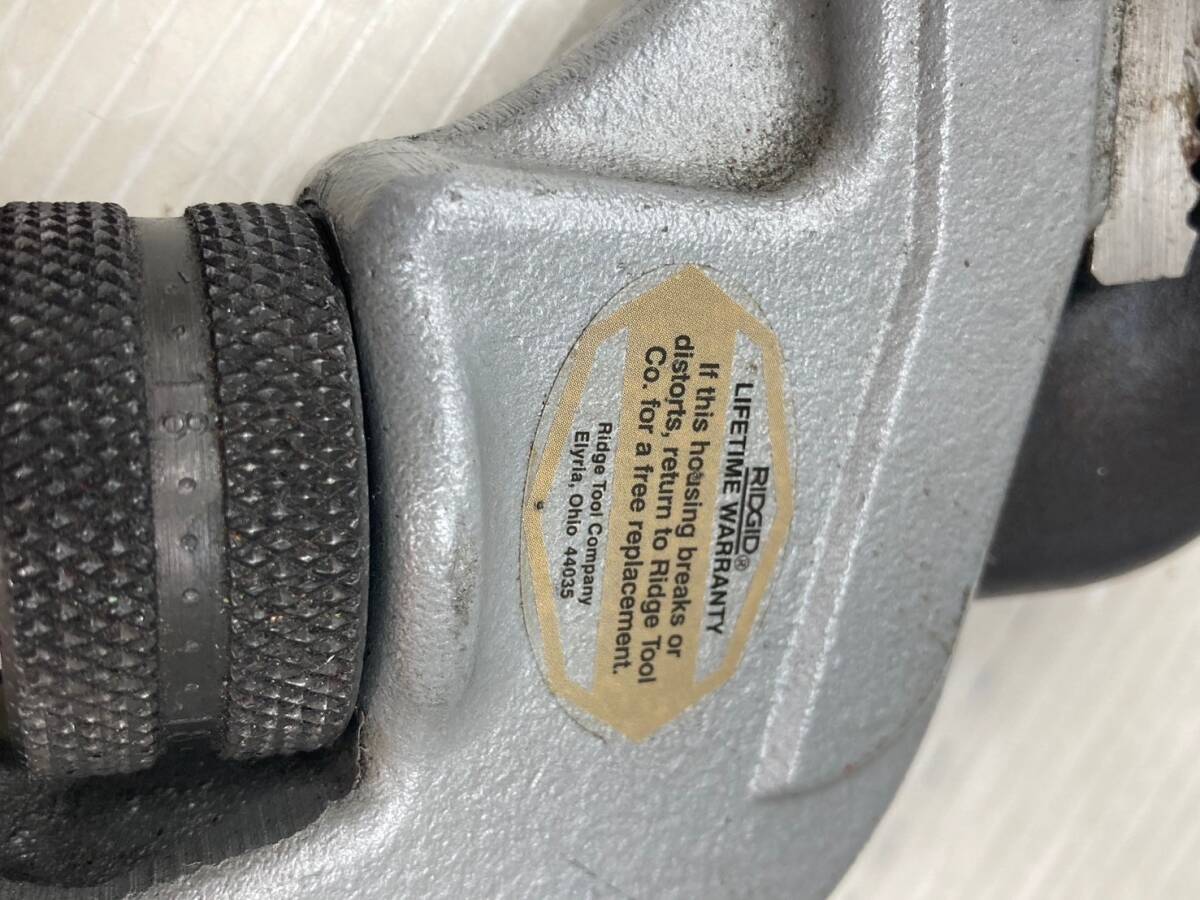 RIDGID®
LIFETIME WARRANTY
If this housing breaks or
distorts, return to Ridge Tool
Co. for a free replacement.
Ridge Tool Company
Elyria, Ohio 44035